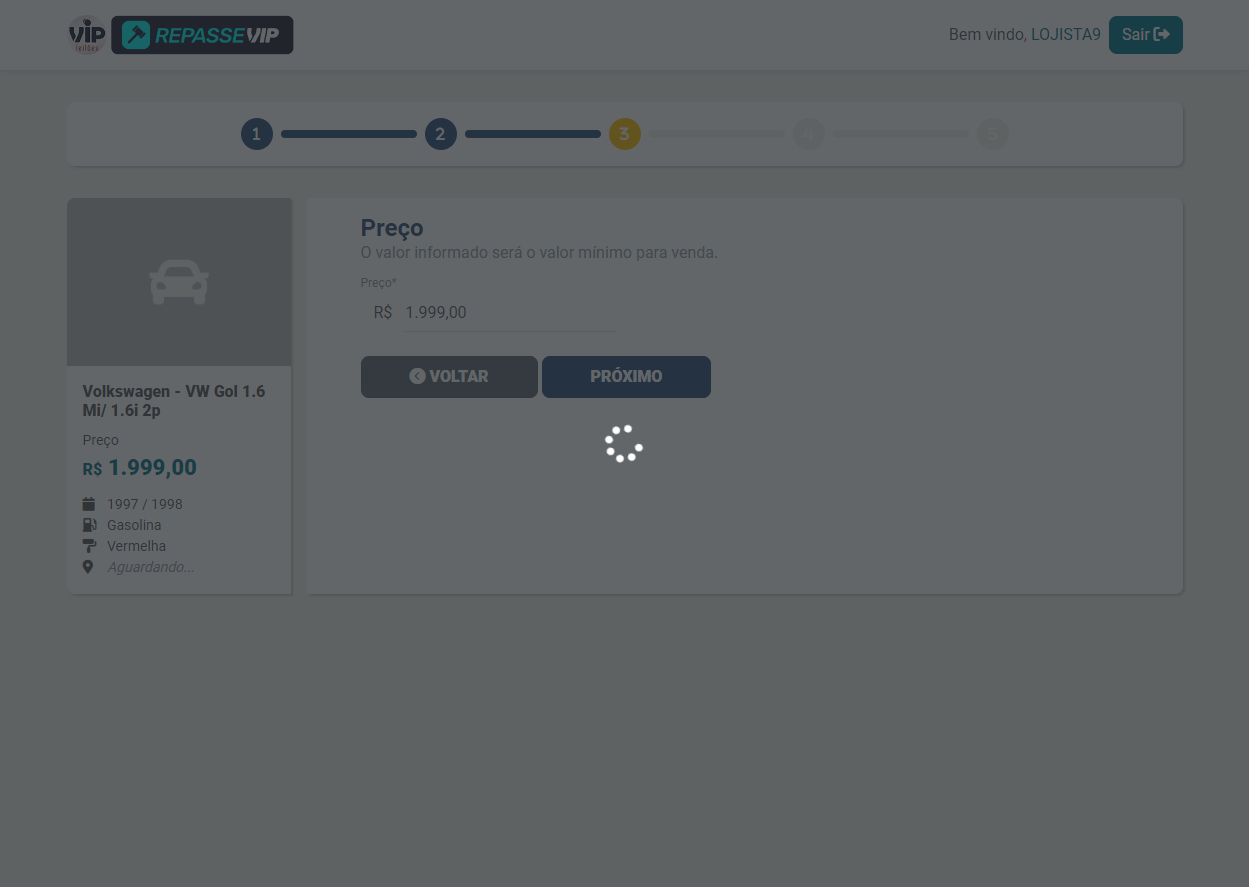 VIP
LEILÕES
REPASSEVIP
Bem vindo, LOJISTA9
Sair
1
2
3
4
5
Preço
O valor informado será o valor mínimo para venda.
Preço*
R$ 1.999,00
VOLTAR
PRÓXIMO
Volkswagen - VW Gol 1.6
Mi/ 1.6i 2p
Preço
R$ 1.999,00
1997 / 1998
Gasolina
Vermelha
Aguardando...